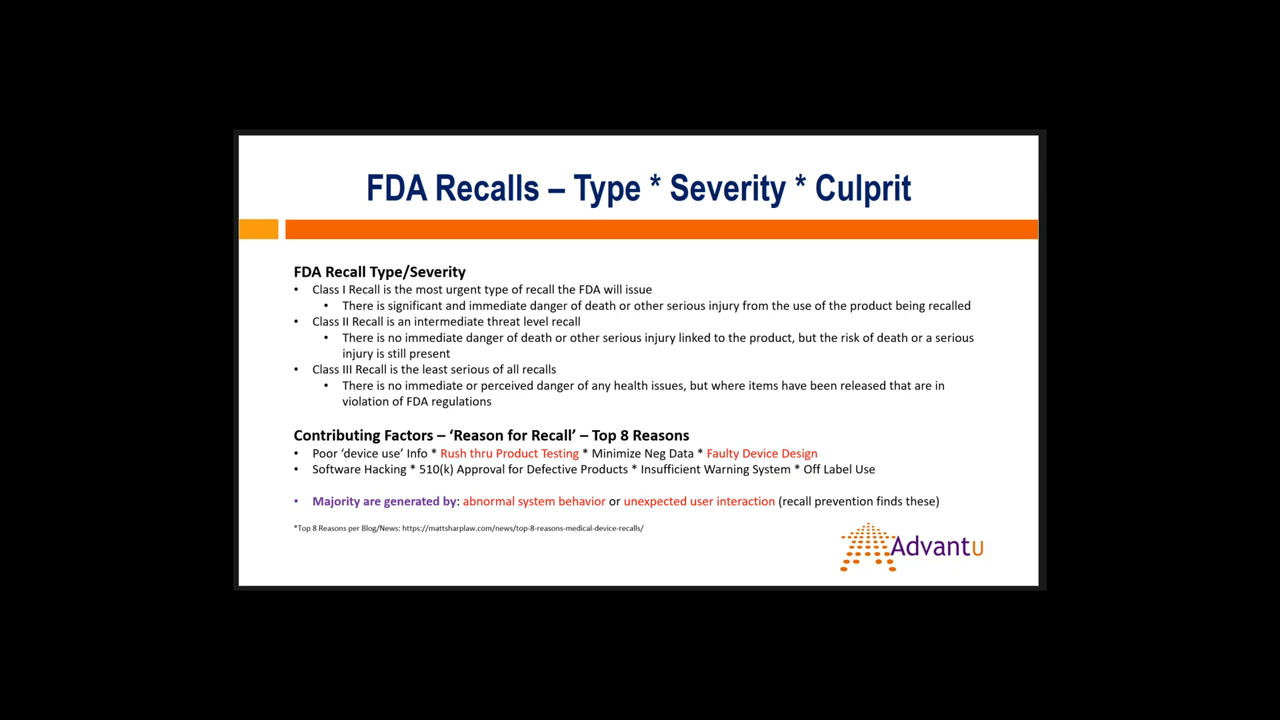 FDA Recalls – Type * Severity * Culprit
FDA Recall Type/Severity
• Class I Recall is the most urgent type of recall the FDA will issue
• There is significant and immediate danger of death or other serious injury from the use of the product being recalled
• Class II Recall is an intermediate threat level recall
• There is no immediate danger of death or other serious injury linked to the product, but the risk of death or a serious
injury is still present
• Class III Recall is the least serious of all recalls
• There is no immediate or perceived danger of any health issues, but where items have been released that are in
violation of FDA regulations
Contributing Factors – ‘Reason for Recall’ – Top 8 Reasons
• Poor ‘device use’ Info * Rush thru Product Testing * Minimize Neg Data * Faulty Device Design
• Software Hacking * 510(k) Approval for Defective Products * Insufficient Warning System * Off Label Use
• Majority are generated by: abnormal system behavior or unexpected user interaction (recall prevention finds these)
*Top 8 Reasons per Blog/News: https://mattsharplaw.com/news/top-8-reasons-medical-device-recalls/
Advantu